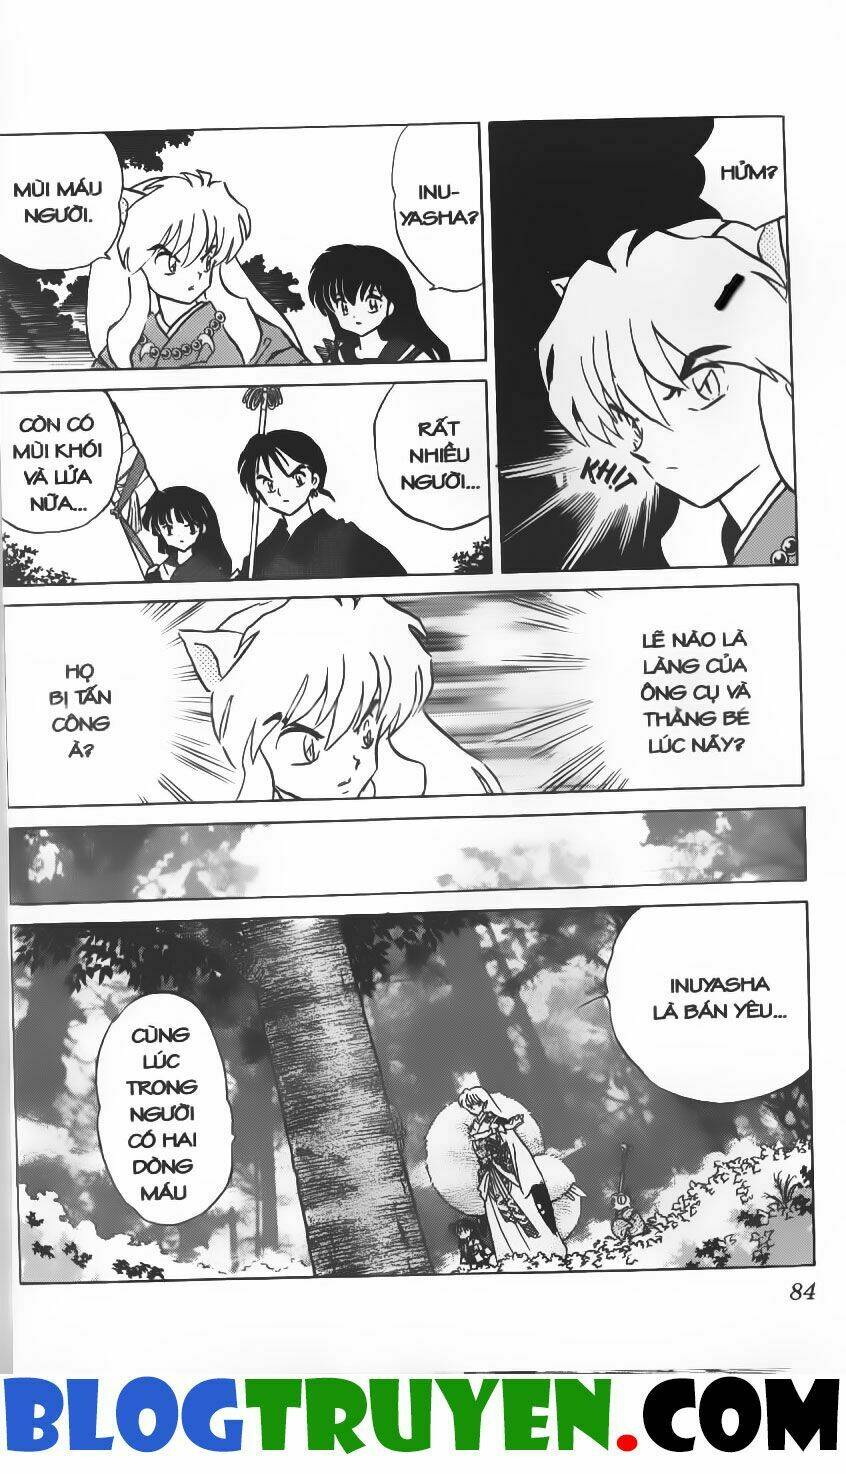 HỬM?
KHỊT
INU-
YASHA?
MÙI MÁU
NGƯỜI.
RẤT
NHIỀU
NGƯỜI...
CÒN CÓ
MÙI KHÓI
VÀ LỬA
NỮA...
LẼ NÀO LÀ
LÀNG CỦA
ÔNG CỤ VÀ
THẰNG BÉ
LÚC NÃY?
HỌ
BỊ TẤN
CÔNG
À?
INUYASHA
LÀ BÁN YÊU...
CÙNG
LÚC
TRONG
NGƯỜI
CÓ HAI
DÒNG
MÁU
84
BLOGTRUYEN.COM